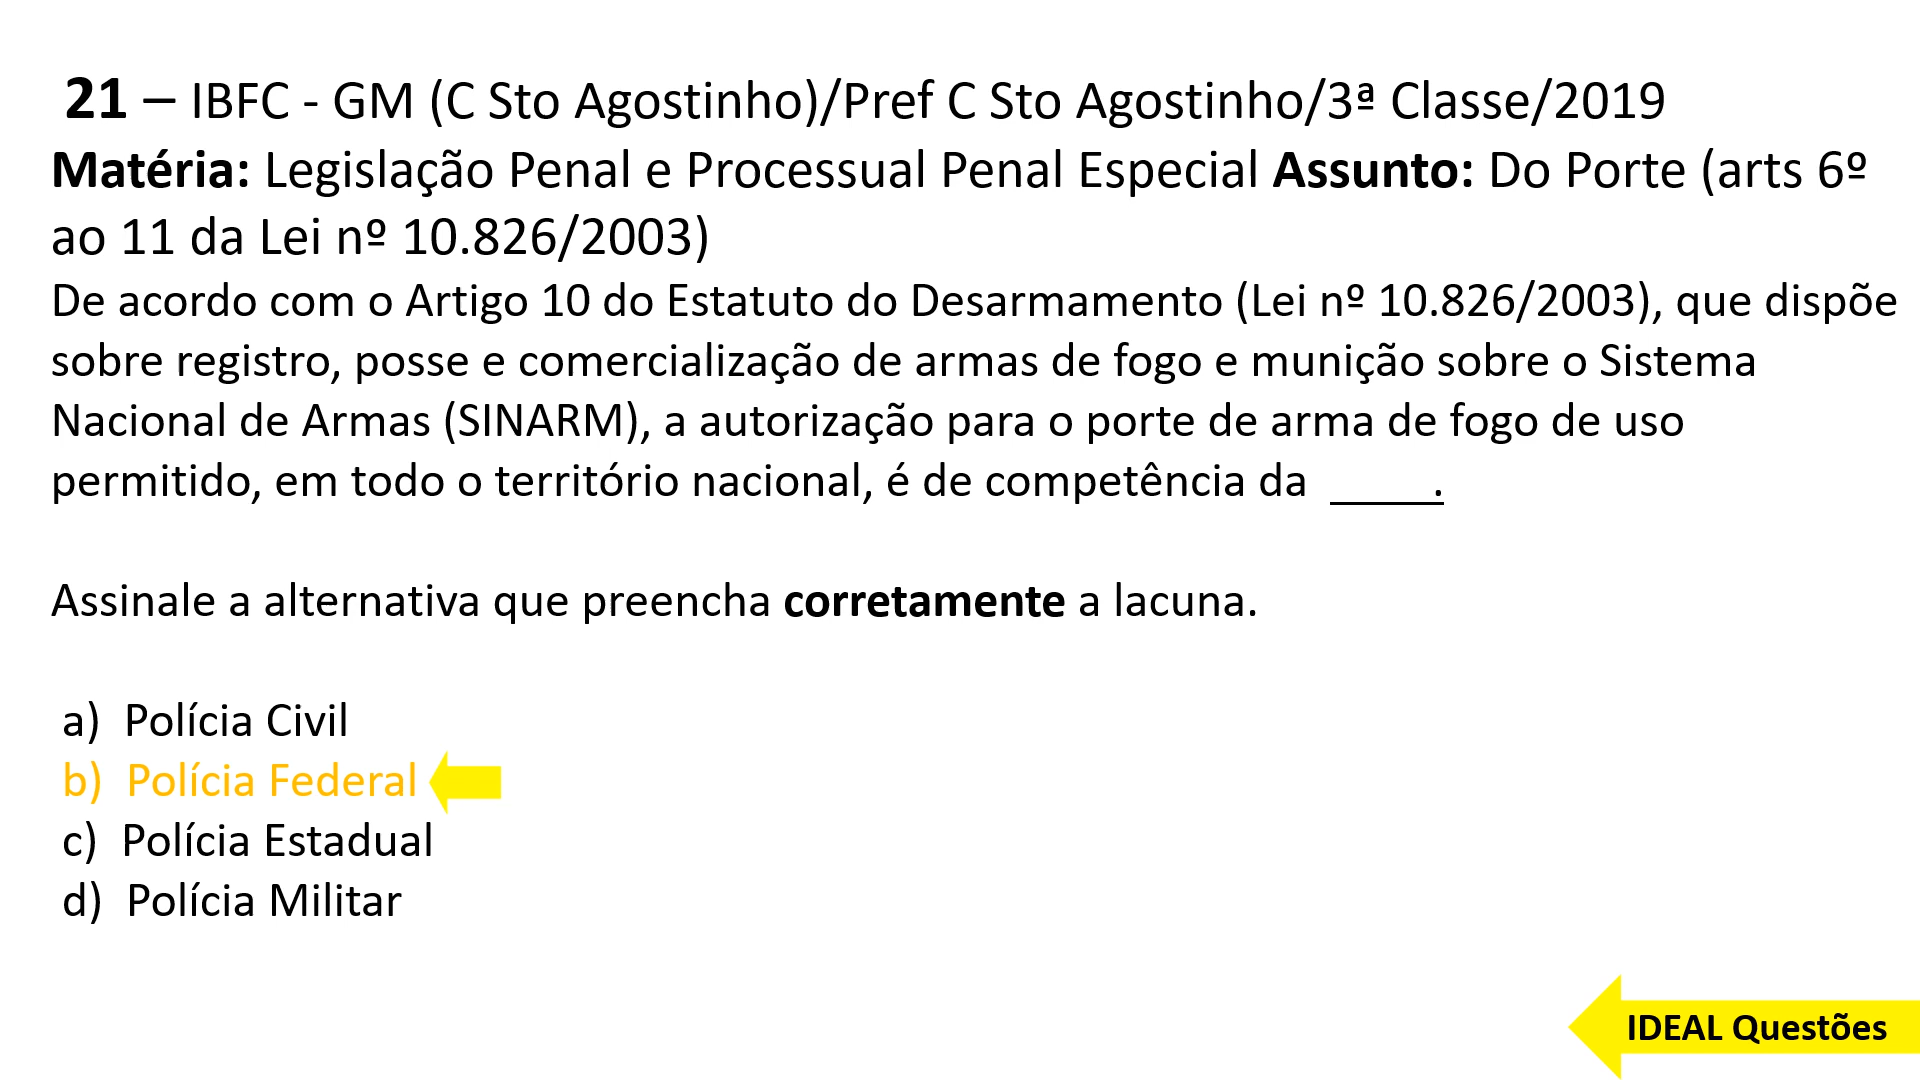 21 – IBFC - GM (C Sto Agostinho)/Pref C Sto Agostinho/3ª Classe/2019
Matéria: Legislação Penal e Processual Penal Especial Assunto: Do Porte (arts 6º
ao 11 da Lei nº 10.826/2003)
De acordo com o Artigo 10 do Estatuto do Desarmamento (Lei nº 10.826/2003), que dispõe
sobre registro, posse e comercialização de armas de fogo e munição sobre o Sistema
Nacional de Armas (SINARM), a autorização para o porte de arma de fogo de uso
permitido, em todo o território nacional, é de competência da _____.
Assinale a alternativa que preencha corretamente a lacuna.
a) Polícia Civil
b) Polícia Federal
c) Polícia Estadual
d) Polícia Militar
IDEAL Questões